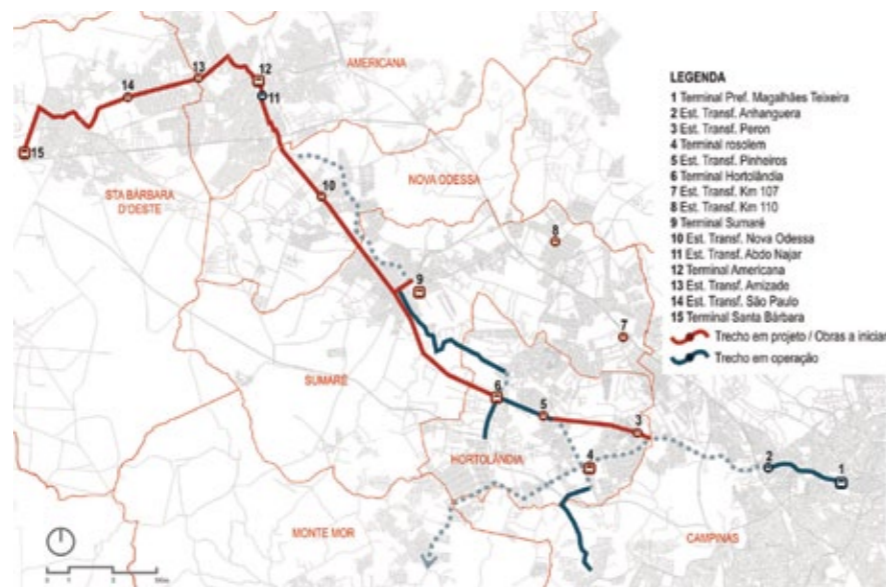 AMERICANA
13
12
14
11
15
STA BÁRBARA
D'OESTE
NOVA ODESSA
10
8
9
7
SUMARÉ
6
5
3
HORTOLÂNDIA
4
2
1
MONTE MOR
CAMPINAS
LEGENDA
1 Terminal Pref. Magalhães Teixeira
2 Est. Transf. Anhanguera
3 Est. Transf. Peron
4 Terminal rosolem
5 Est. Transf. Pinheiros
6 Terminal Hortolândia
7 Est. Transf. Km 107
8 Est. Transf. Km 110
9 Terminal Sumaré
10 Est. Transf. Nova Odessa
11 Est. Transf. Abdo Najar
12 Terminal Americana
13 Est. Transf. Amizade
14 Est. Transf. São Paulo
15 Terminal Santa Bárbara
Trecho em projeto / Obras a iniciar
Trecho em operação